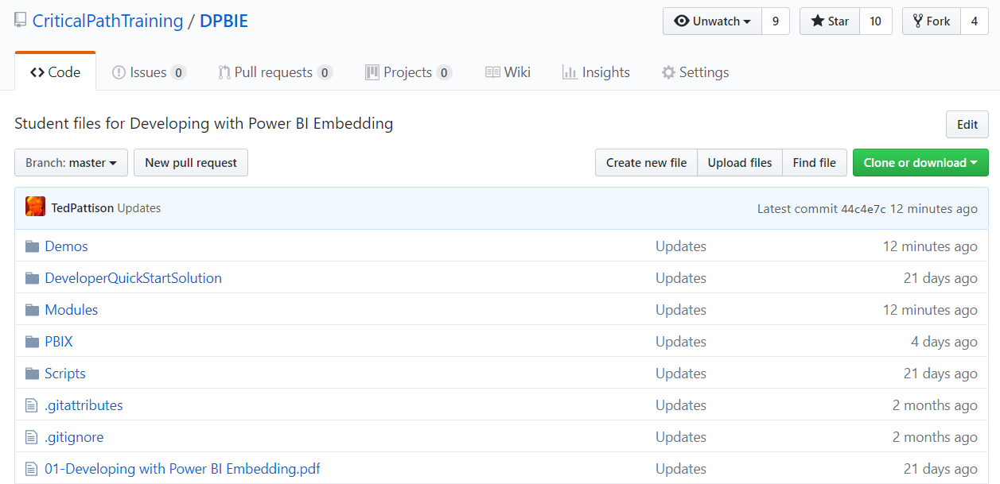 CriticalPathTraining / DPBIE
Unwatch 9 Star 10 Fork 4
Code Issues 0 Pull requests 0 Projects 0 Wiki Insights Settings
Student files for Developing with Power BI Embedding
Edit
Branch: master New pull request Create new file Upload files Find file Clone or download
TedPattison Updates Latest commit 44c4e7c 12 minutes ago
Demos Updates 12 minutes ago
DeveloperQuickStartSolution Updates 21 days ago
Modules Updates 12 minutes ago
PBIX Updates 4 days ago
Scripts Updates 21 days ago
.gitattributes Updates 2 months ago
.gitignore Updates 2 months ago
01-Developing with Power BI Embedding.pdf Updates 21 days ago